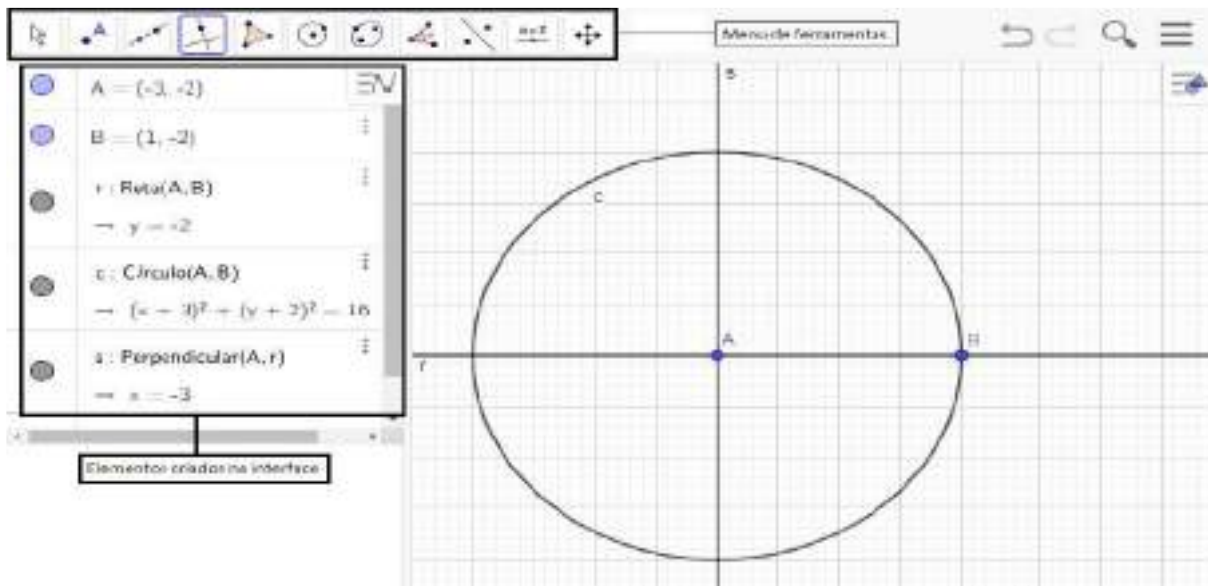 A
a=2
Menu de ferramentas
A = (-3, -2)
B = (1, -2)
r : Reta(A, B)
→ y = -2
c : Círculo(A, B)
→ (x + 3)² + (y + 2)² = 16
s : Perpendicular(A, r)
→ x = -3
Elementos criados na interface
s
c
A
B
r